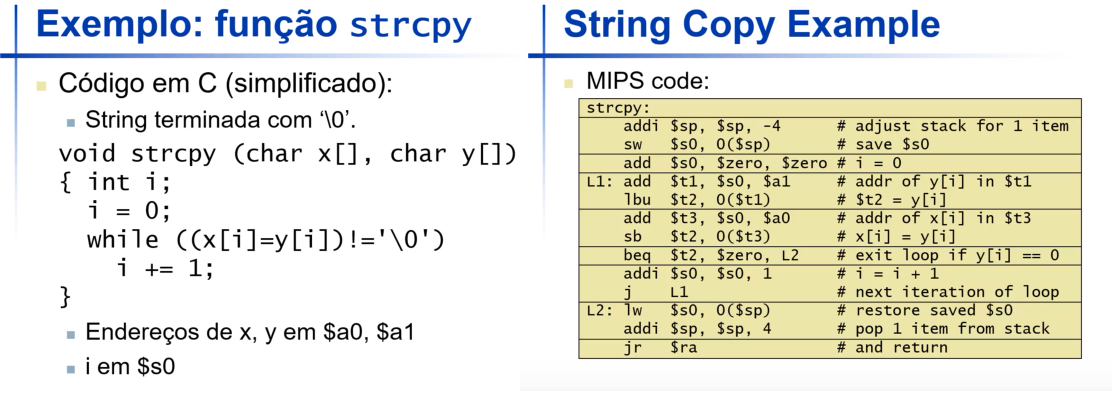 Exemplo: função strcpy
Código em C (simplificado):
String terminada com '\0'.
void strcpy (char x[], char y[])
{ int i;
i = 0;
while ((x[i]=y[i])!='\0')
i += 1;
}
Endereços de x, y em $a0, $a1
i em $s0
String Copy Example
MIPS code:
strcpy:
addi $sp, $sp, -4 # adjust stack for 1 item
sw $s0, 0($sp) # save $s0
add $s0, $zero, $zero # i = 0
L1: add $t1, $s0, $a1 # addr of y[i] in $t1
lbu $t2, 0($t1) # $t2 = y[i]
add $t3, $s0, $a0 # addr of x[i] in $t3
sb $t2, 0($t3) # x[i] = y[i]
beq $t2, $zero, L2 # exit loop if y[i] == 0
addi $s0, $s0, 1 # i = i + 1
j L1 # next iteration of loop
L2: lw $s0, 0($sp) # restore saved $s0
addi $sp, $sp, 4 # pop 1 item from stack
jr $ra # and return